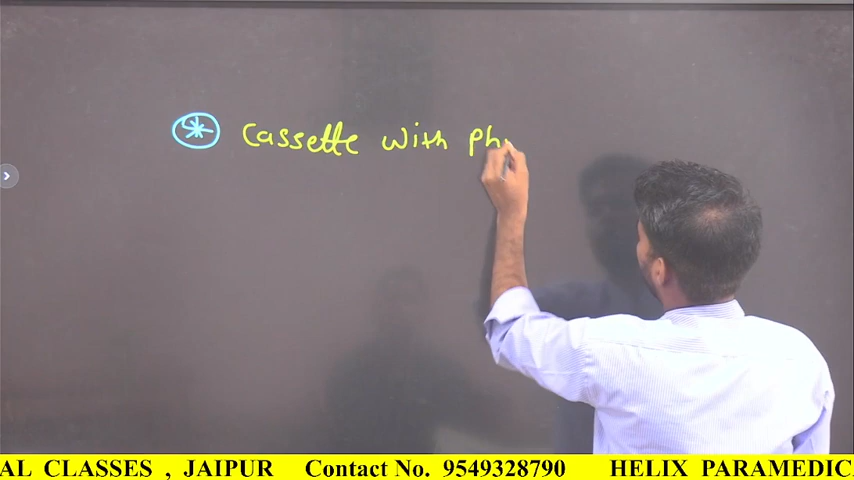 * Cassette with Ph
AL CLASSES , JAIPUR Contact No. 9549328790 HELIX PARAMEDIC